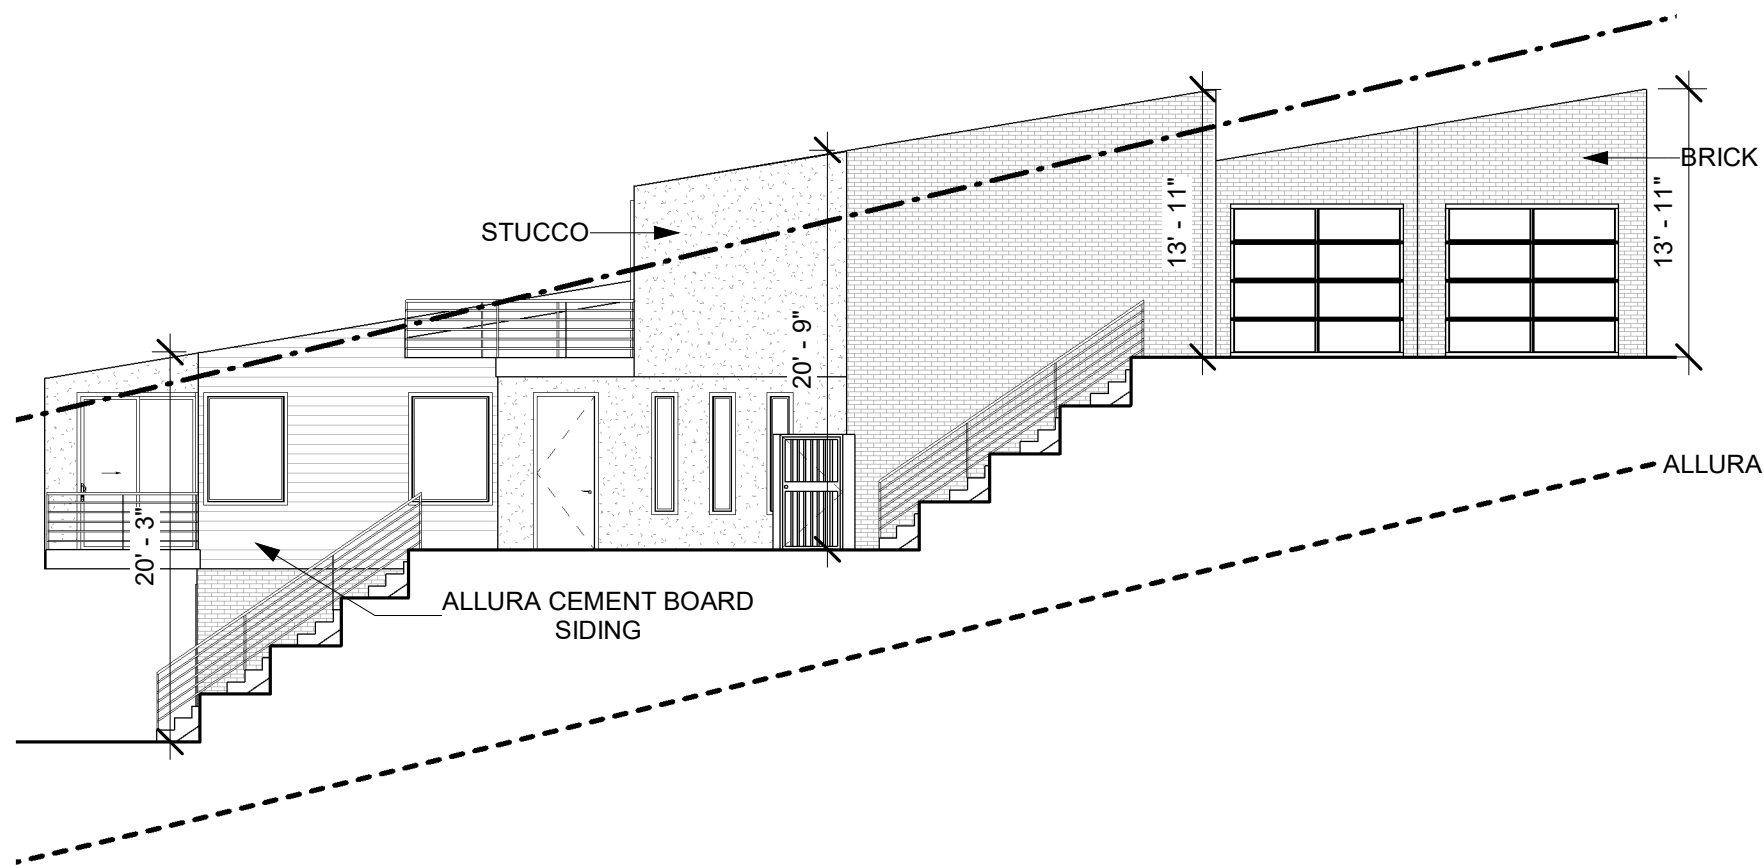 STUCCO
BRICK
13' - 11"
13' - 11"
20' - 9"
ALLURA
20' - 3"
ALLURA CEMENT BOARD
SIDING